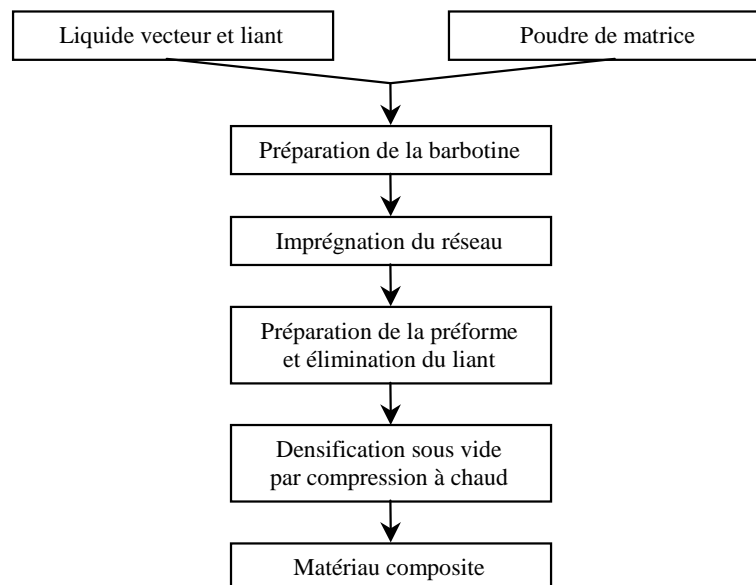 Liquide vecteur et liant
Poudre de matrice
Préparation de la barbotine
Imprégnation du réseau
Préparation de la préforme
et élimination du liant
Densification sous vide
par compression à chaud
Matériau composite